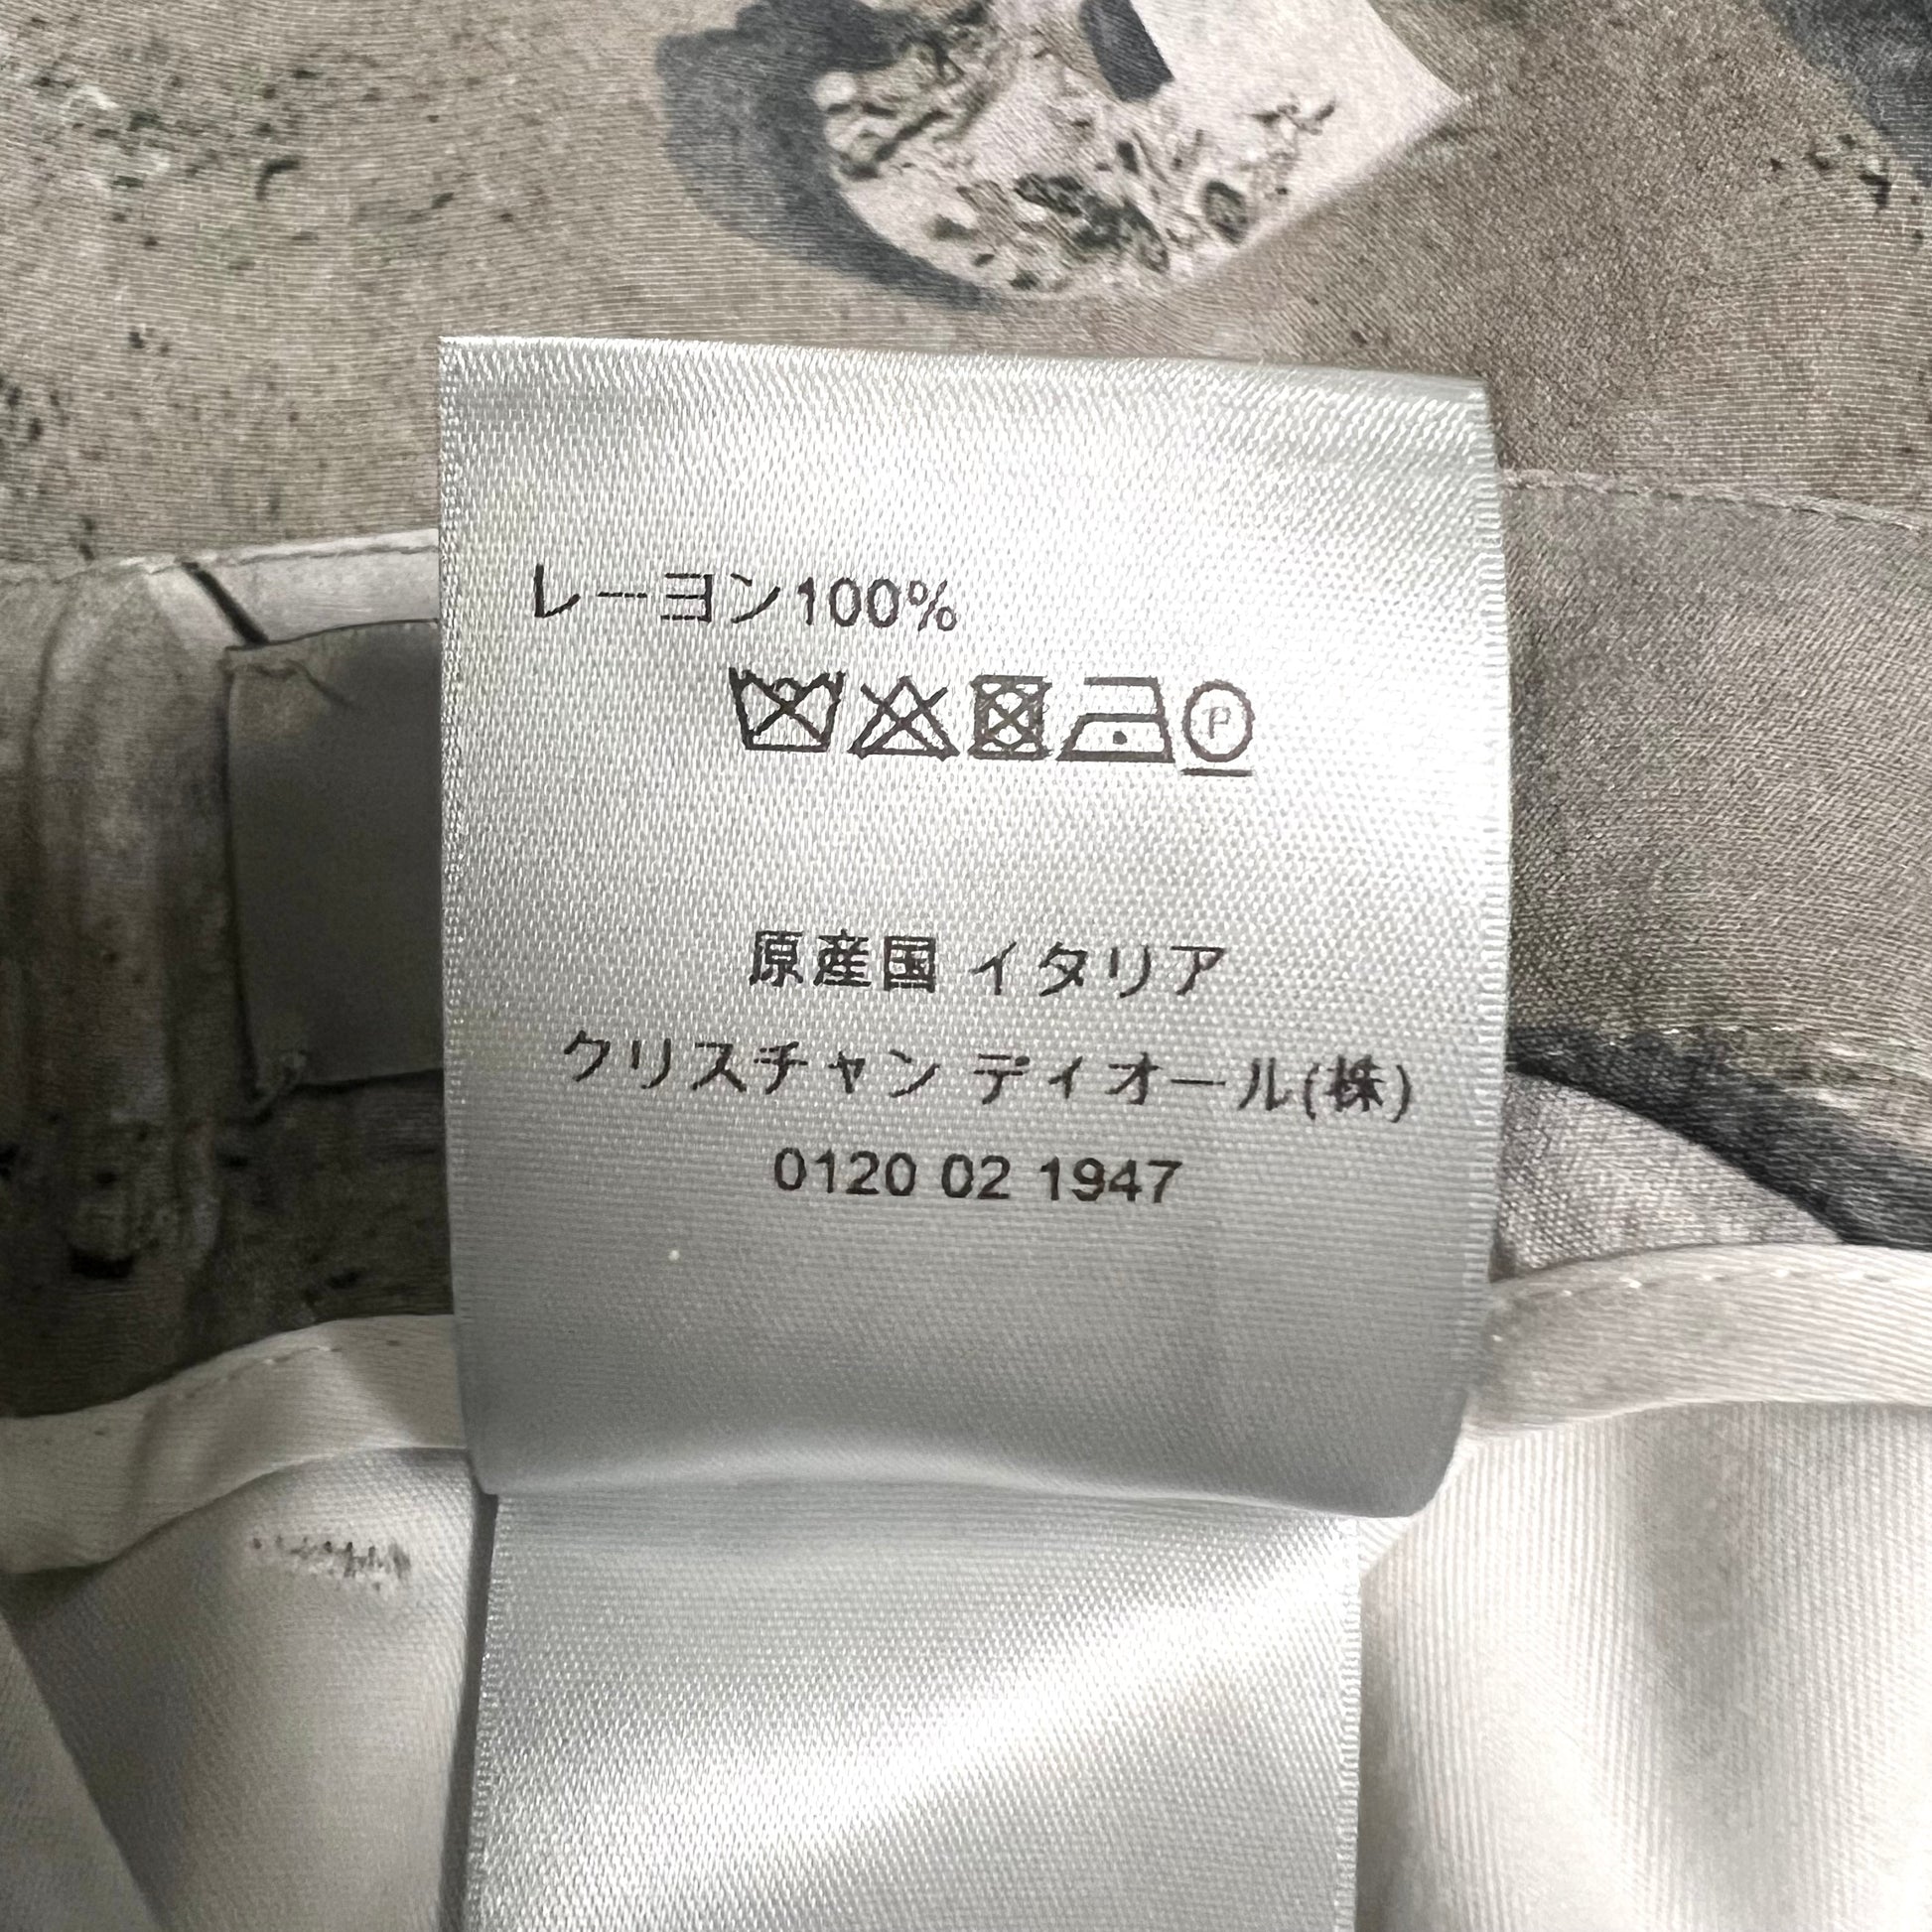 レーヨン100%
P
原産国 イタリア
クリスチャン ディオール(株)
0120 02 1947